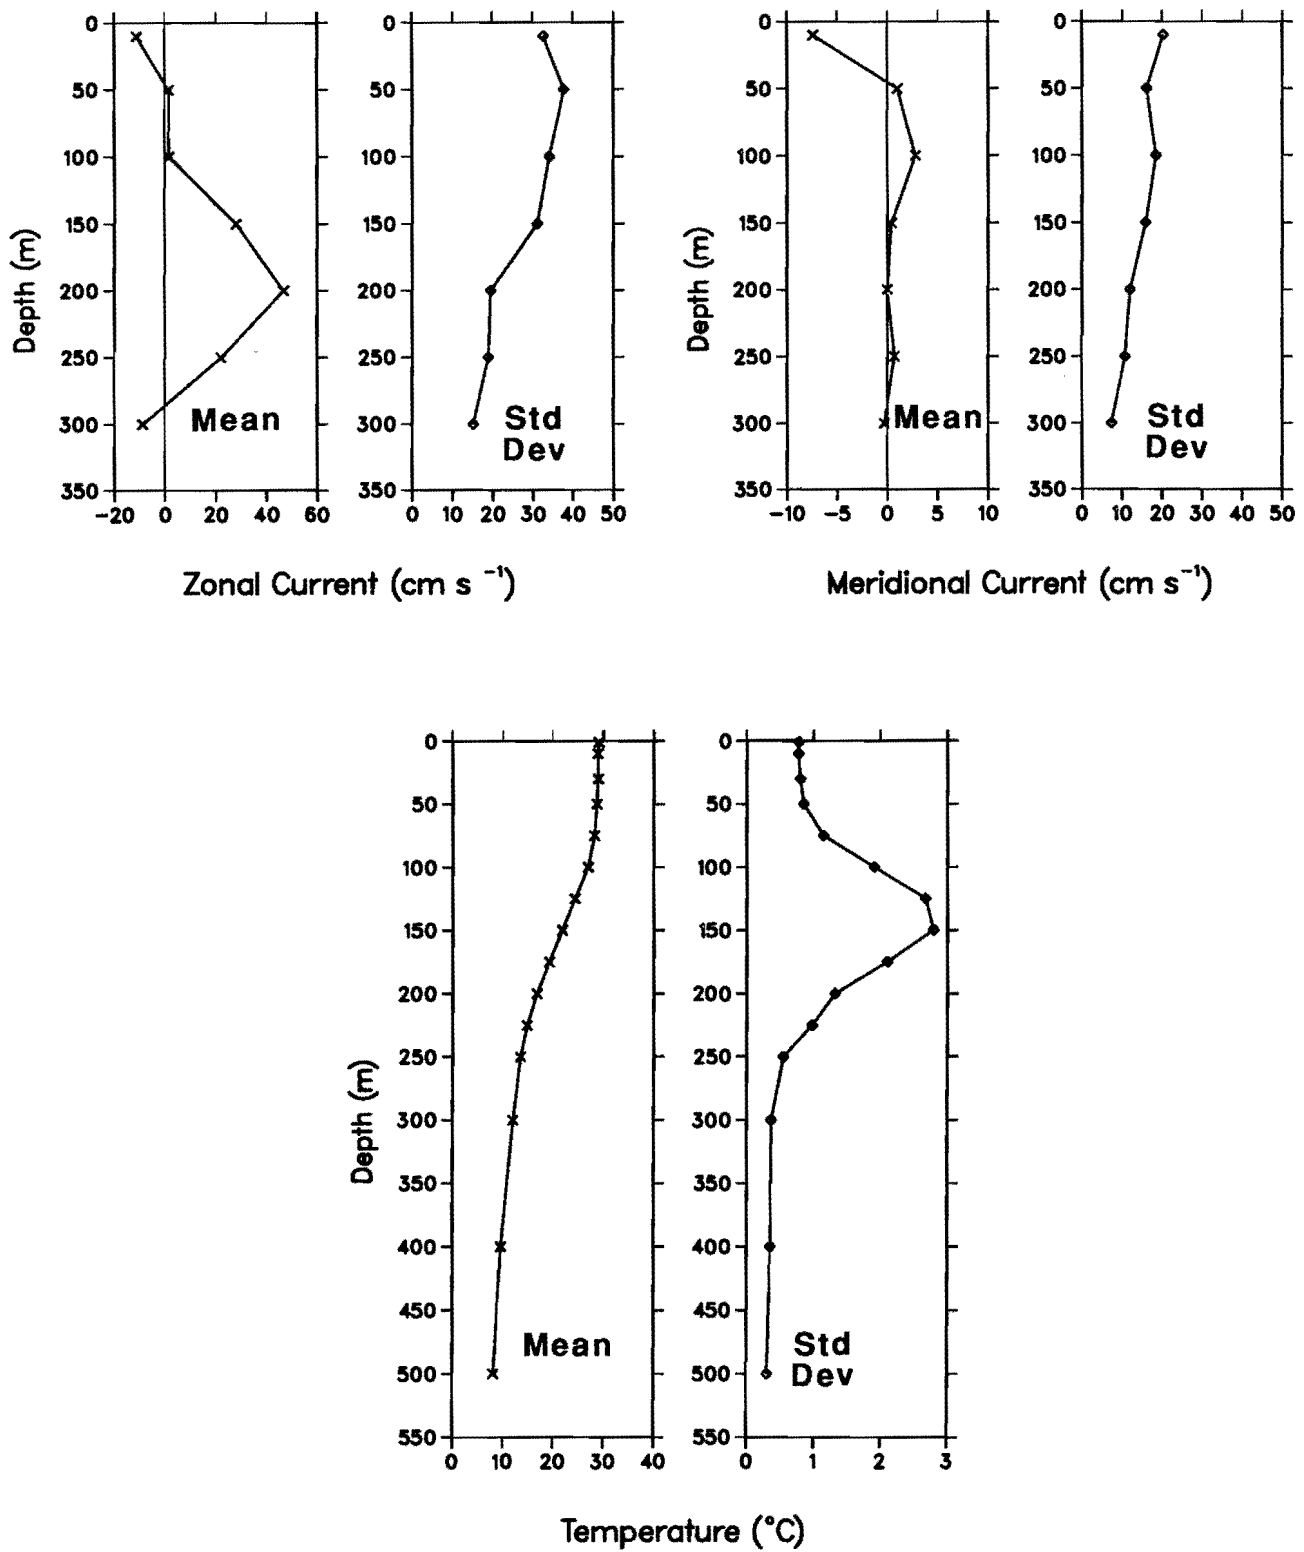 0
50
100
150
200
250
300
350
Depth (m)
−20 0 20 40 60
Mean
0
50
100
150
200
250
300
350
0 10 20 30 40 50
Std
Dev
Zonal Current (cm s ⁻¹)
0
50
100
150
200
250
300
350
Depth (m)
−10 −5 0 5 10
Mean
0
50
100
150
200
250
300
350
0 10 20 30 40 50
Std
Dev
Meridional Current (cm s⁻¹)
0
50
100
150
200
250
300
350
400
450
500
550
Depth (m)
0 10 20 30 40
Mean
0
50
100
150
200
250
300
350
400
450
500
550
0 1 2 3
Std
Dev
Temperature (°C)